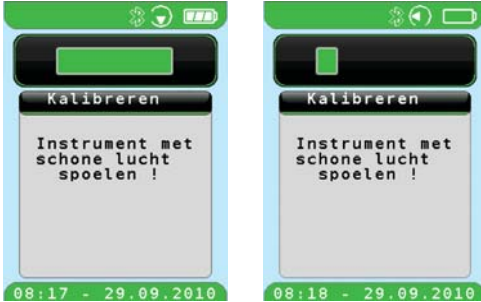 Kalibreren
Instrument met
schone lucht
spoelen !
08:17 - 29.09.2010
Kalibreren
Instrument met
schone lucht
spoelen !
08:18 - 29.09.2010